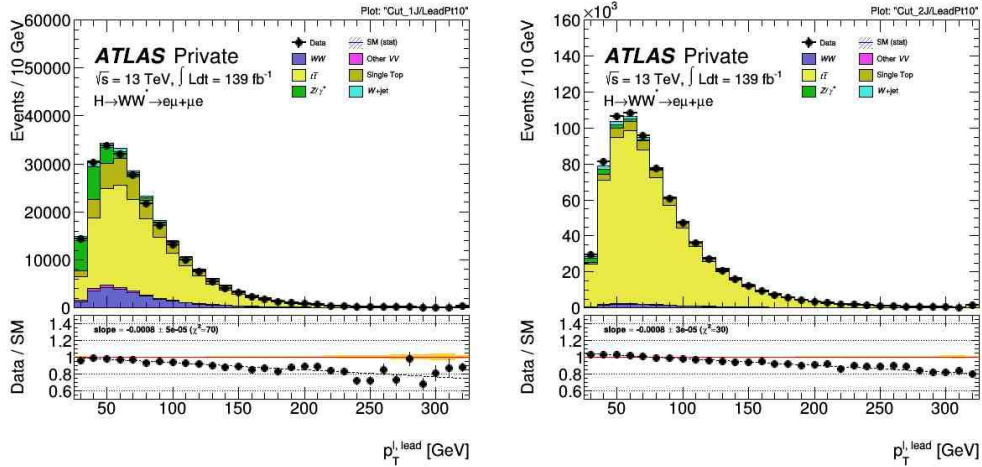 Plot: "Cut_1J/LeadPt10"
Events / 10 GeV
60000
50000
40000
30000
20000
10000
0
ATLAS Private
√s = 13 TeV, ∫ Ldt = 139 fb⁻¹
H→WW*→eμ+μe
Data
SM (stat)
WW
Other VV
tt̄
Single Top
Z/γ*
W+jet
Data / SM
1.4
1.2
1
0.8
0.6
slope = -0.0008 ± 5e-05 (χ²=70)
50 100 150 200 250 300
p_T^{l, lead} [GeV]
Plot: "Cut_2J/LeadPt10"
×10³
Events / 10 GeV
160
140
120
100
80
60
40
20
0
ATLAS Private
√s = 13 TeV, ∫ Ldt = 139 fb⁻¹
H→WW*→eμ+μe
Data
SM (stat)
WW
Other VV
tt̄
Single Top
Z/γ*
W+jet
Data / SM
1.4
1.2
1
0.8
0.6
slope = -0.0008 ± 3e-05 (χ²=30)
50 100 150 200 250 300
p_T^{l, lead} [GeV]